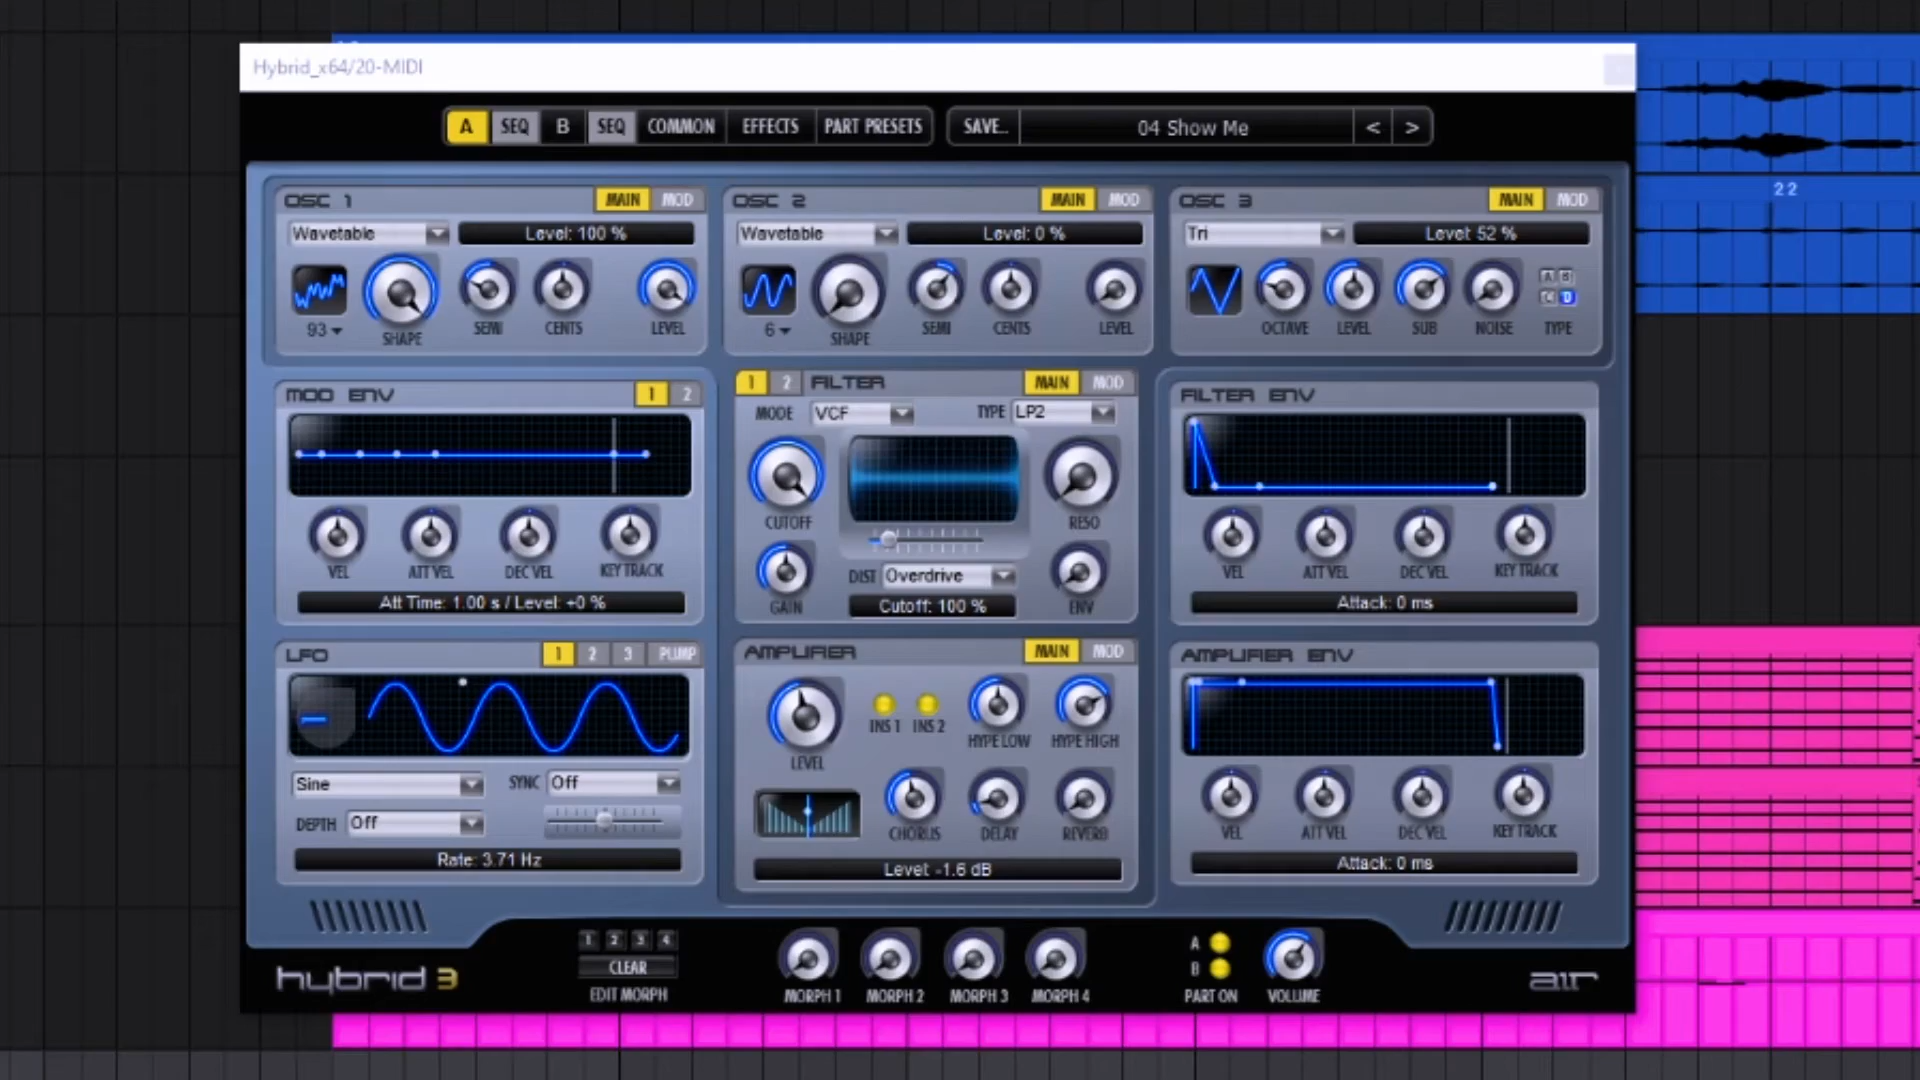 Hybrid_x64/20-MIDI
A SEQ B SEQ COMMON EFFECTS PART PRESETS SAVE... 04 Show Me < >
22
OSC 1 MAIN MOD
Wavetable Level: 100 %
93
SHAPE SEMI CENTS LEVEL
OSC 2 MAIN MOD
Wavetable Level: 0 %
6
SHAPE SEMI CENTS LEVEL
OSC 3 MAIN MOD
Tri Level: 52 %
A B
C D
OCTAVE LEVEL SUB NOISE TYPE
MOD ENV 1 2
VEL ATT VEL DEC VEL KEY TRACK
Att Time: 1.00 s / Level: +0 %
1 2 FILTER MAIN MOD
MODE VCF TYPE LP2
CUTOFF RESO
DIST Overdrive
GAIN Cutoff: 100 % ENV
FILTER ENV
VEL ATT VEL DEC VEL KEY TRACK
Attack: 0 ms
LFO 1 2 3 PUMP
Sine SYNC Off
DEPTH Off
Rate: 3.71 Hz
AMPLIFIER MAIN MOD
INS 1 INS 2 HYPE LOW HYPE HIGH
LEVEL
CHORUS DELAY REVERB
Level: -1.6 dB
AMPLIFIER ENV
VEL ATT VEL DEC VEL KEY TRACK
Attack: 0 ms
hybrid 3
1 2 3 4
CLEAR
EDIT MORPH
MORPH 1 MORPH 2 MORPH 3 MORPH 4
A
B
PART ON VOLUME
air